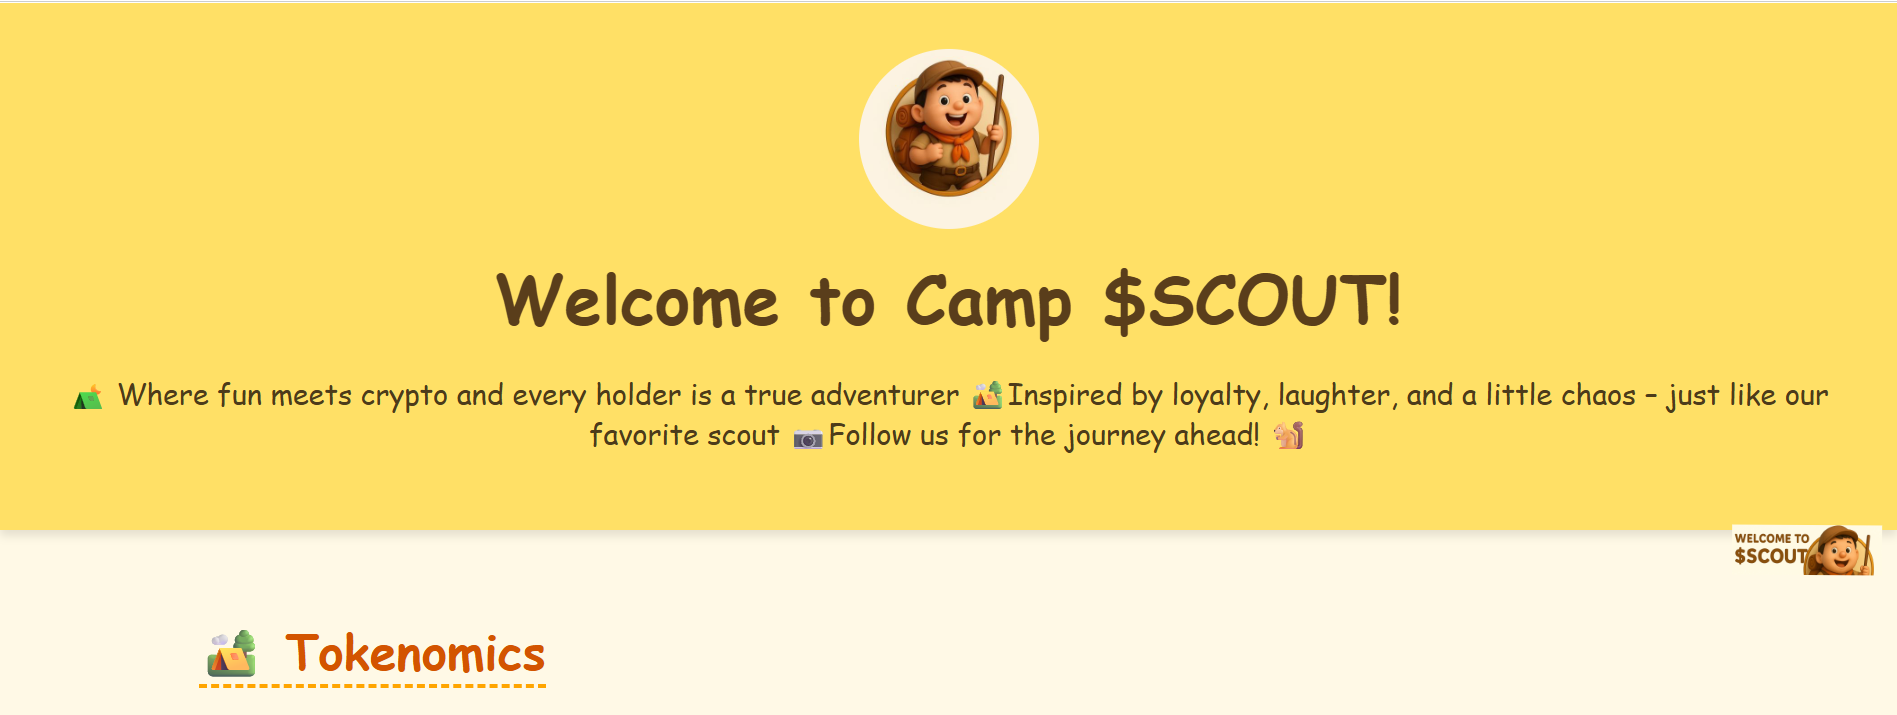 Welcome to Camp $SCOUT!
🏕️ Where fun meets crypto and every holder is a true adventurer 🏕️Inspired by loyalty, laughter, and a little chaos – just like our
favorite scout 📷Follow us for the journey ahead! 🐿️
WELCOME TO
$SCOUT
🏕️ Tokenomics